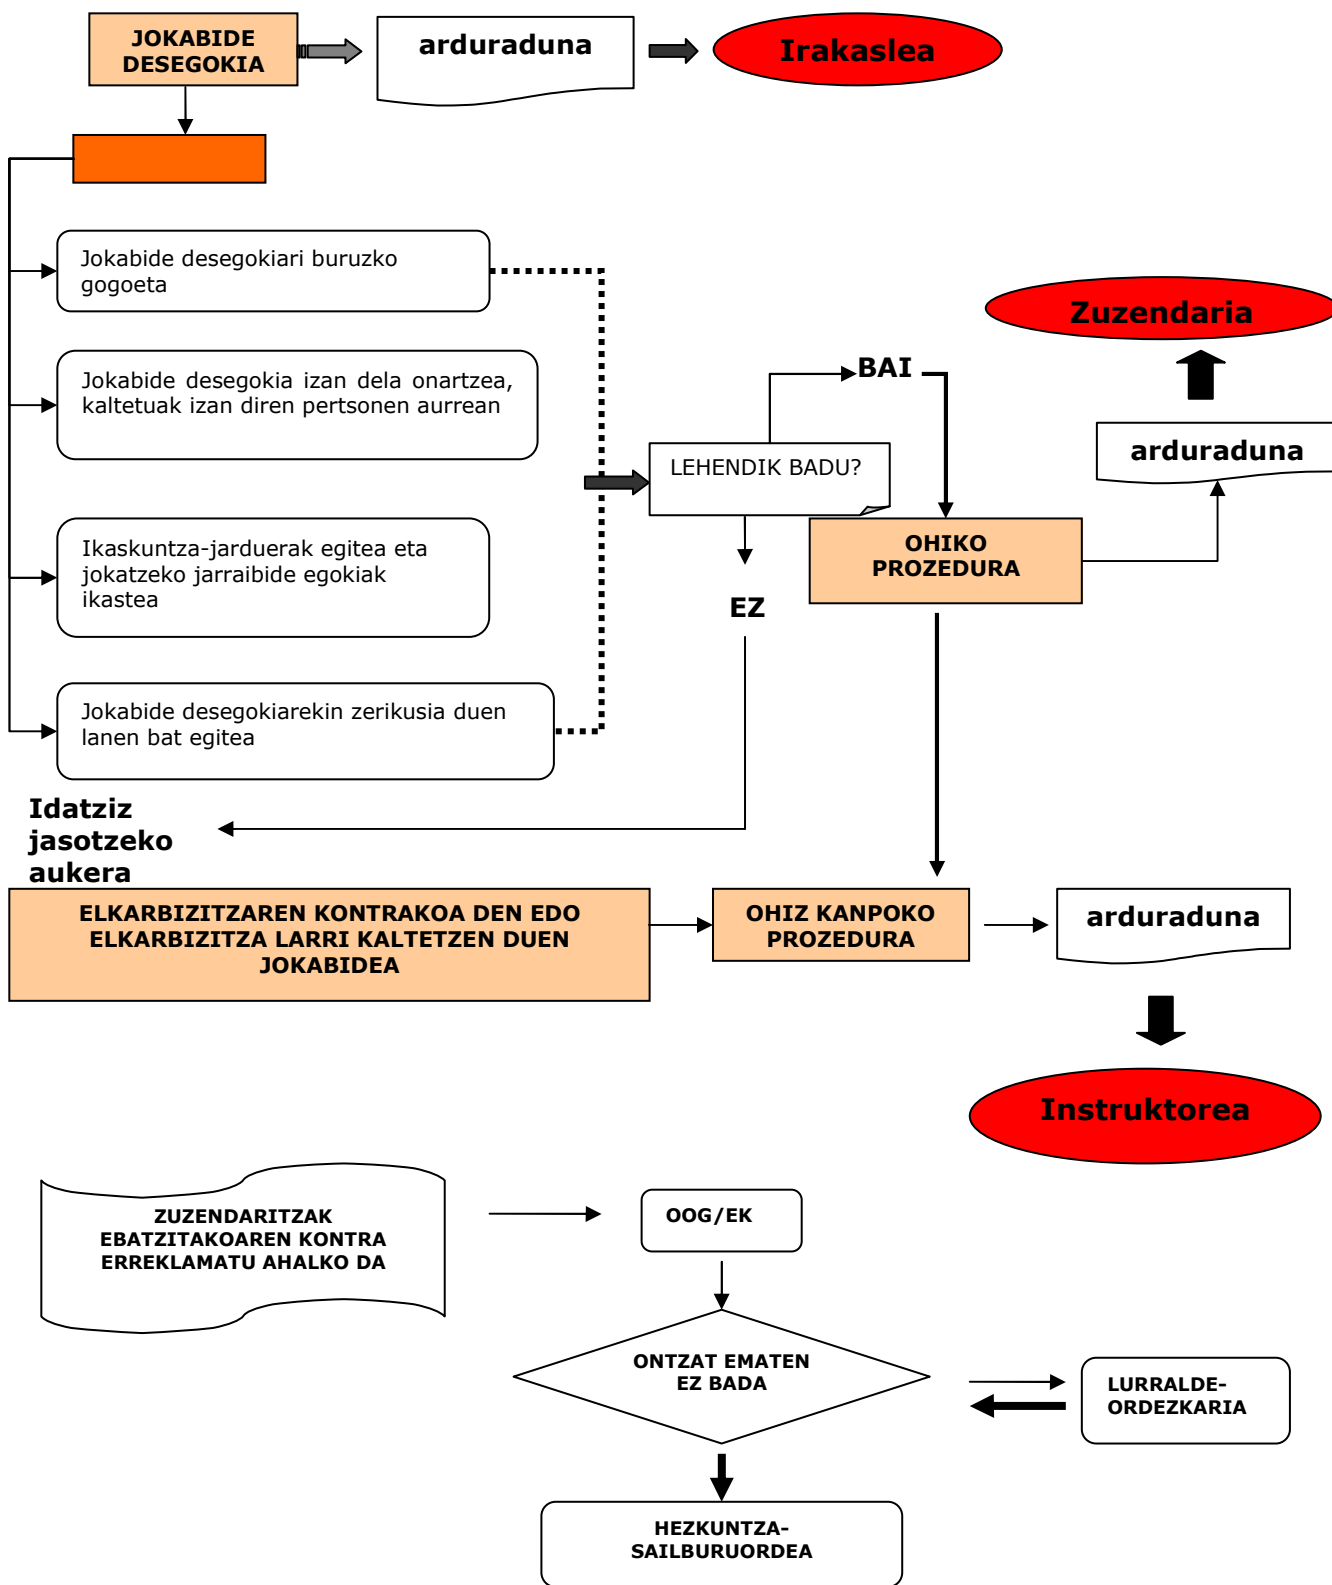 JOKABIDE
DESEGOKIA
arduraduna
Irakaslea
Jokabide desegokiari buruzko
gogoeta
Zuzendaria
Jokabide desegokia izan dela onartzea,
kaltetuak izan diren pertsonen aurrean
BAI
arduraduna
LEHENDIK BADU?
Ikaskuntza-jarduerak egitea eta
jokatzeko jarraibide egokiak
ikastea
OHIKO
PROZEDURA
EZ
Jokabide desegokiarekin zerikusia duen
lanen bat egitea
Idatziz
jasotzeko
aukera
ELKARBIZITZAREN KONTRAKOA DEN EDO
ELKARBIZITZA LARRI KALTETZEN DUEN
JOKABIDEA
OHIZ KANPOKO
PROZEDURA
arduraduna
Instruktorea
ZUZENDARITZAK
EBATZITAKOAREN KONTRA
ERREKLAMATU AHALKO DA
OOG/EK
ONTZAT EMATEN
EZ BADA
LURRALDE-
ORDEZKARIA
HEZKUNTZA-
SAILBURUORDEA